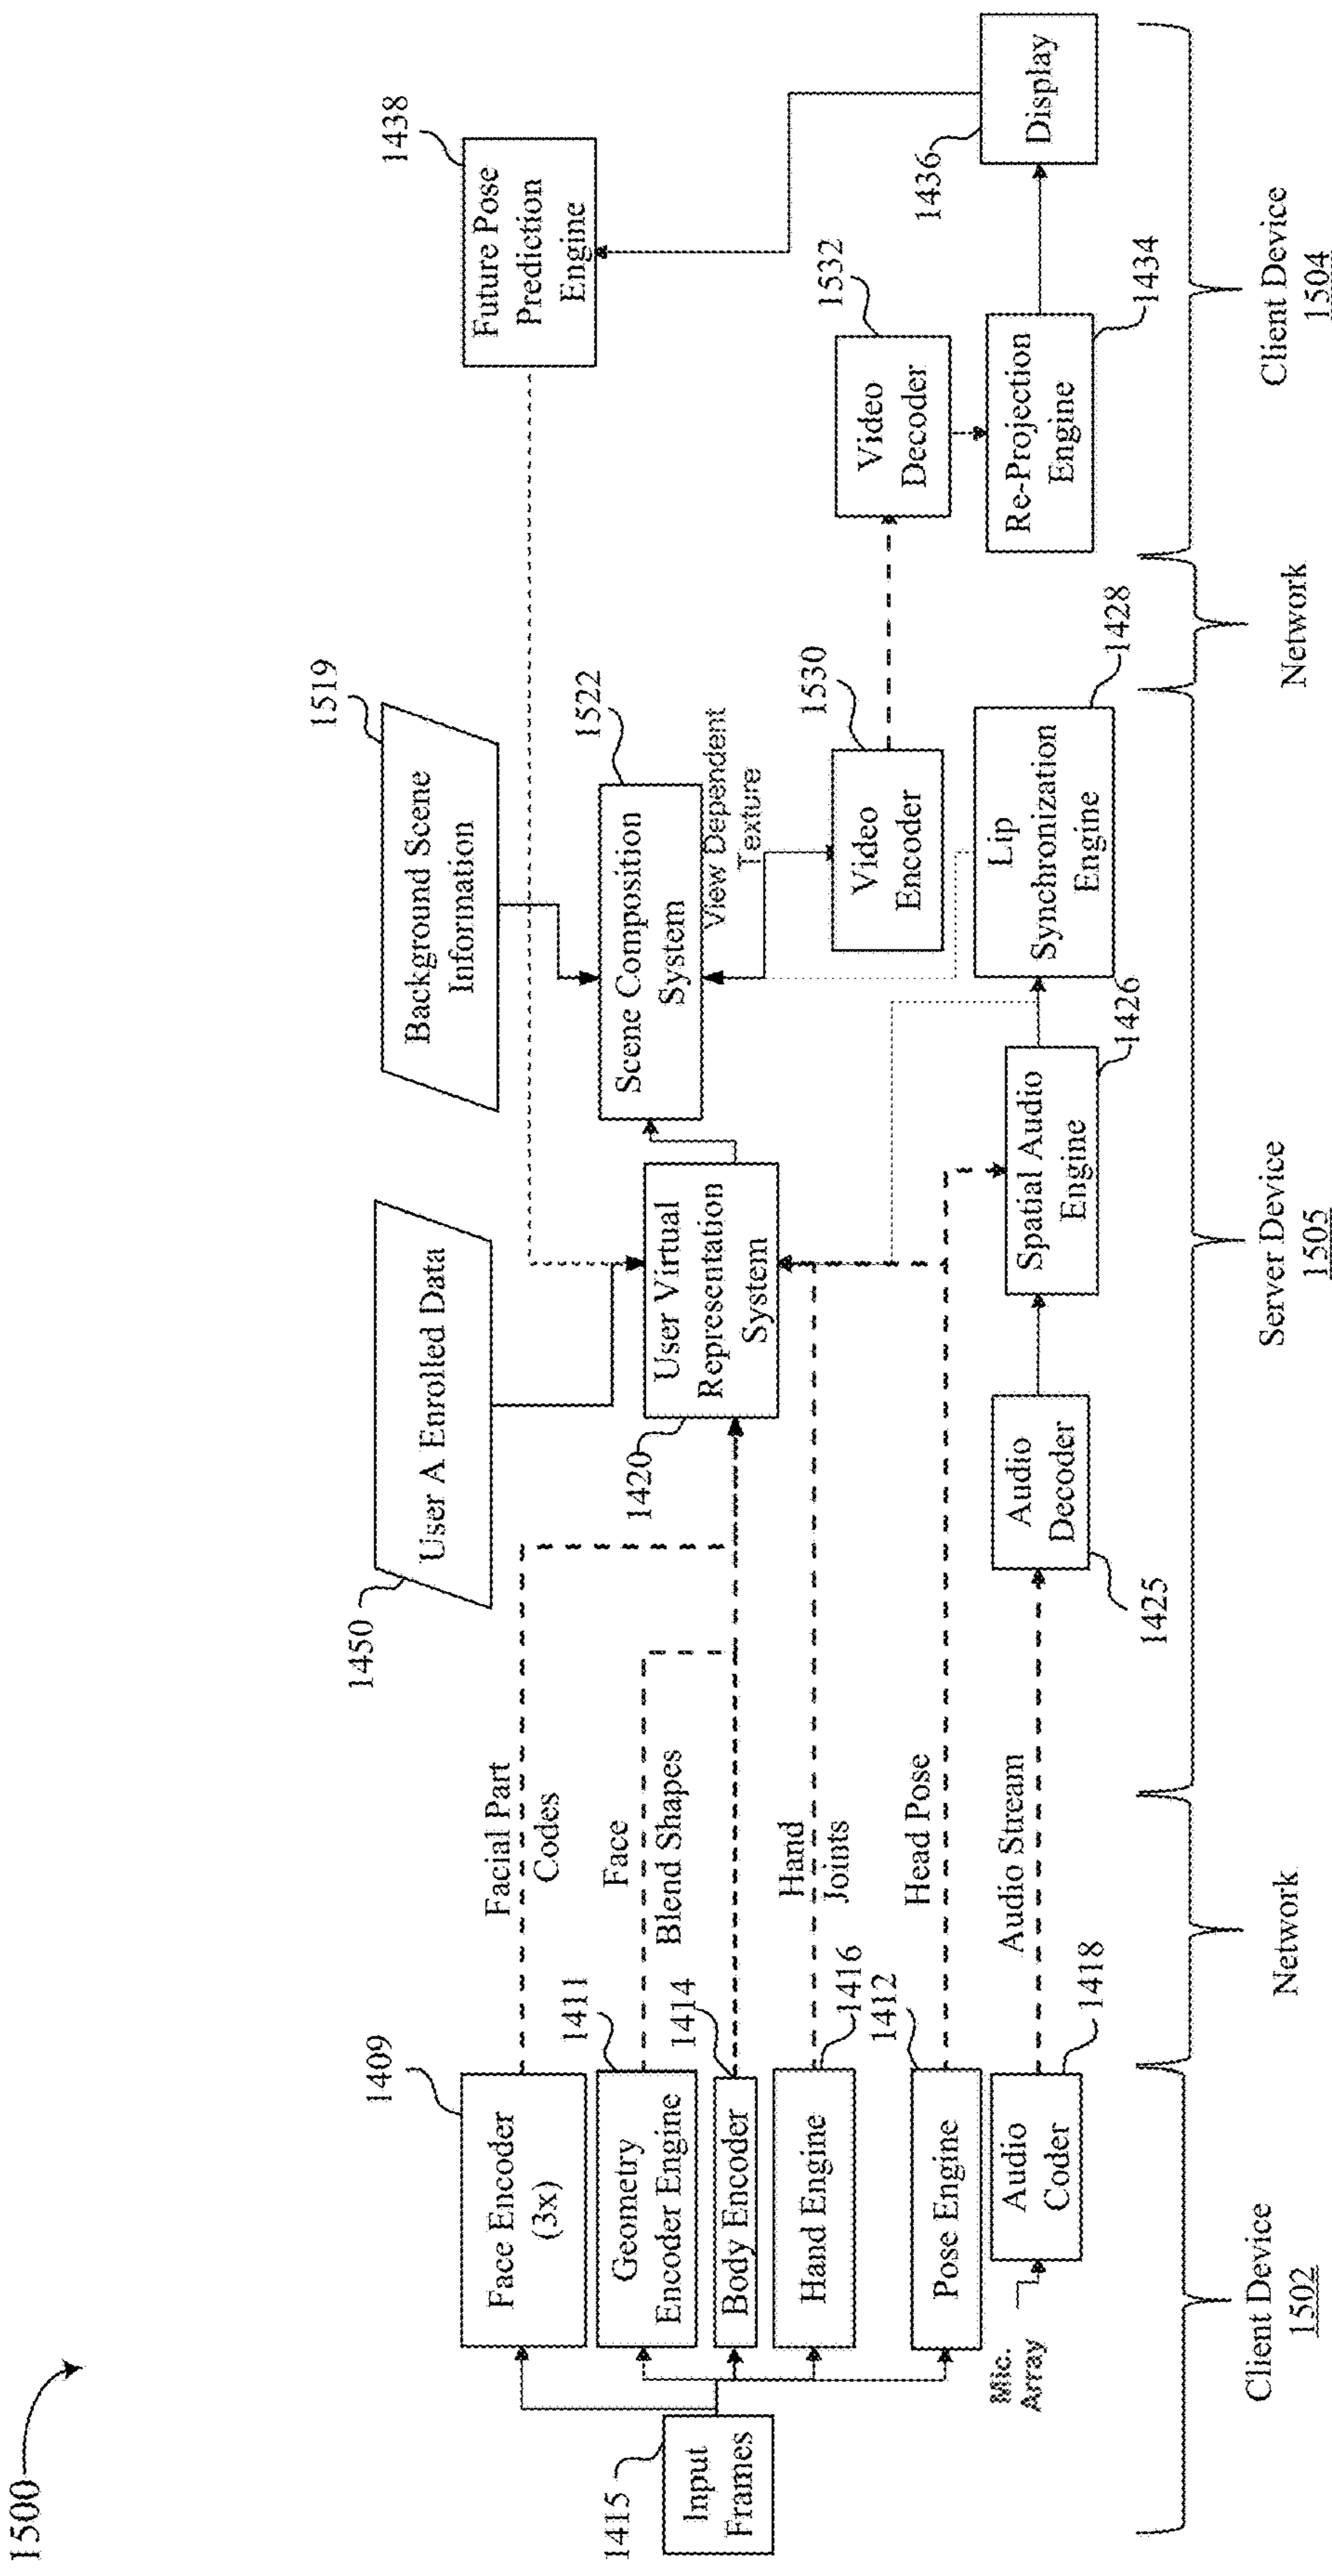 1500
1415
Input
Frames
1409
Face Encoder
(3x)
1411
Geometry
Encoder Engine
1414
Body Encoder
1416
Hand Engine
1412
Pose Engine
Mic.
Array
Audio
Coder
1418
Facial Part
Codes
Face
Blend Shapes
Hand
Joints
Head Pose
Audio Stream
1450
User A Enrolled Data
1420
User Virtual
Representation
System
Audio
Decoder
1425
Spatial Audio
Engine
1426
1519
Background Scene
Information
1522
Scene Composition
System
View Dependent
Texture
1530
Video
Encoder
Lip
Synchronization
Engine
1428
1438
Future Pose
Prediction
Engine
1532
Video
Decoder
Re-Projection
Engine
1434
1436
Display
Client Device
1502
Network
Server Device
1505
Network
Client Device
1504